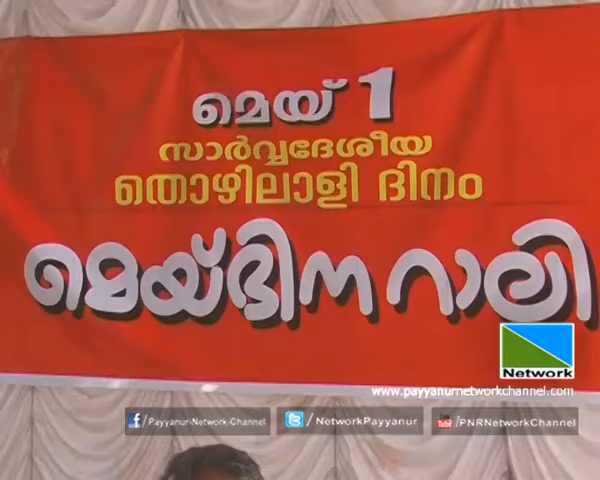 മെയ് 1
സാർവ്വദേശീയ
തൊഴിലാളി ദിനം
മെയ്ദിന റാലി
Network
www.payyanurnetworkchannel.com
/Payyanur-Network-Channel
/NetworkPayyanur
/PNRNetworkChannel